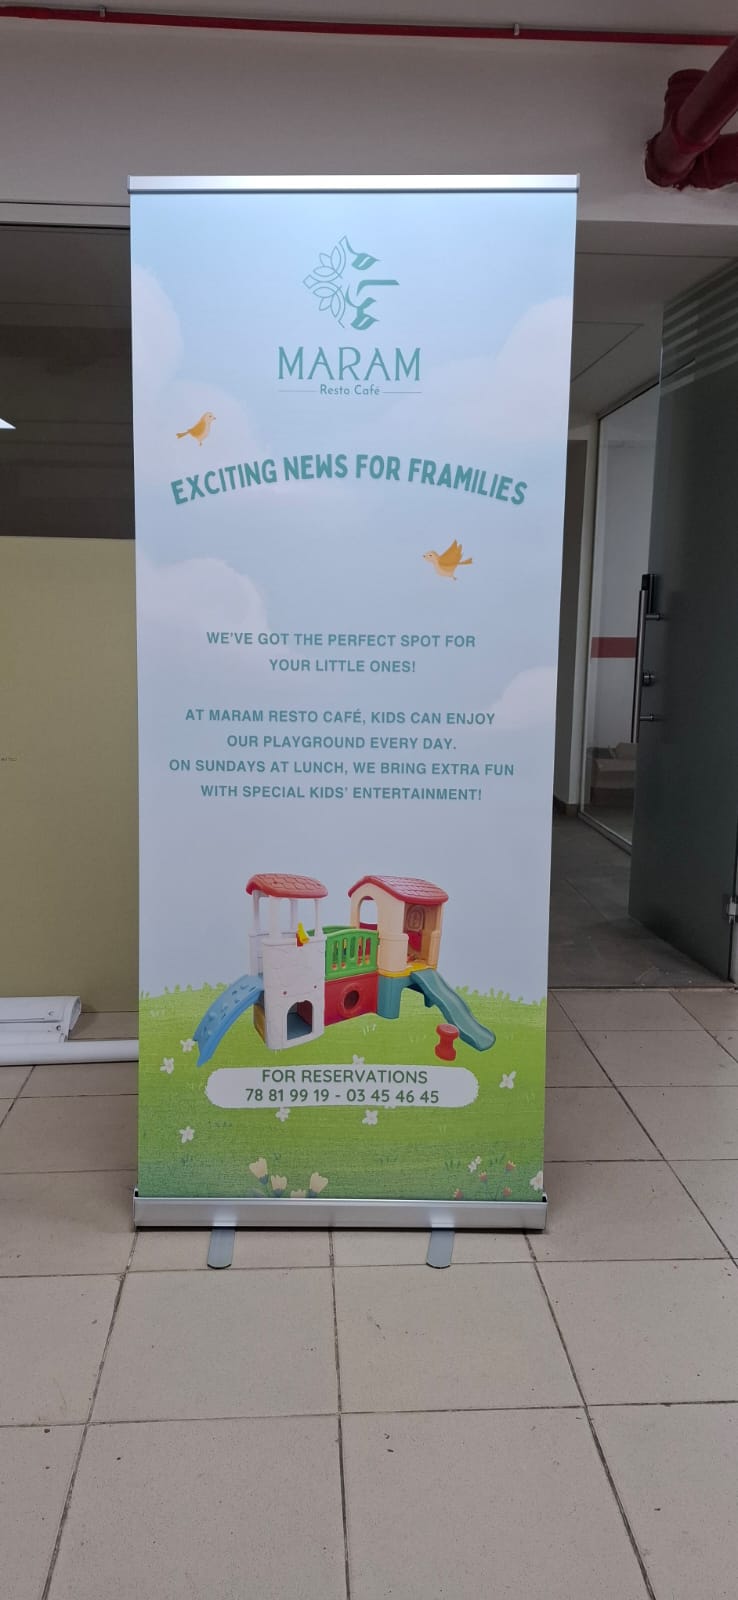 MARAM
Resto Café
EXCITING NEWS FOR FRAMILIES
WE'VE GOT THE PERFECT SPOT FOR
YOUR LITTLE ONES!
AT MARAM RESTO CAFÉ, KIDS CAN ENJOY
OUR PLAYGROUND EVERY DAY.
ON SUNDAYS AT LUNCH, WE BRING EXTRA FUN
WITH SPECIAL KIDS' ENTERTAINMENT!
FOR RESERVATIONS
78 81 99 19 - 03 45 46 45